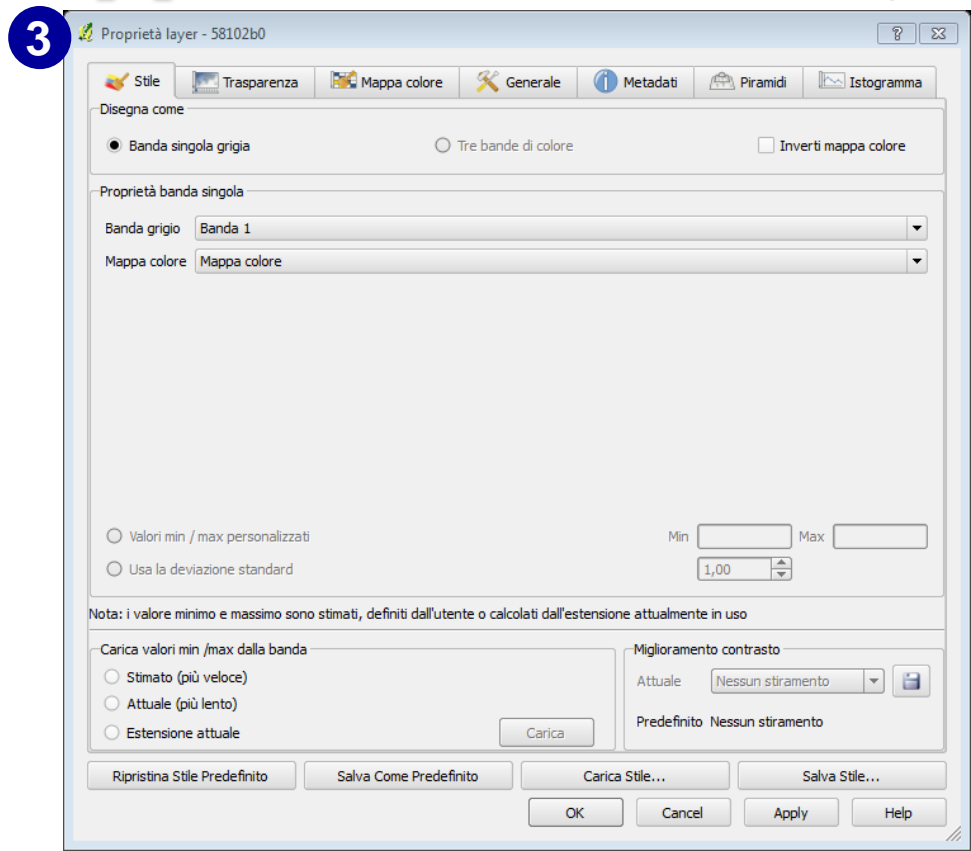 3
Proprietà layer - 58102b0
Stile Trasparenza Mappa colore Generale Metadati Piramidi Istogramma
Disegna come
Banda singola grigia Tre bande di colore Inverti mappa colore
Proprietà banda singola
Banda grigio Banda 1
Mappa colore Mappa colore
Valori min / max personalizzati Min Max
Usa la deviazione standard 1,00
Nota: i valore minimo e massimo sono stimati, definiti dall'utente o calcolati dall'estensione attualmente in uso
Carica valori min /max dalla banda Miglioramento contrasto
Stimato (più veloce) Attuale Nessun stiramento
Attuale (più lento)
Estensione attuale Carica Predefinito Nessun stiramento
Ripristina Stile Predefinito Salva Come Predefinito Carica Stile... Salva Stile...
OK Cancel Apply Help